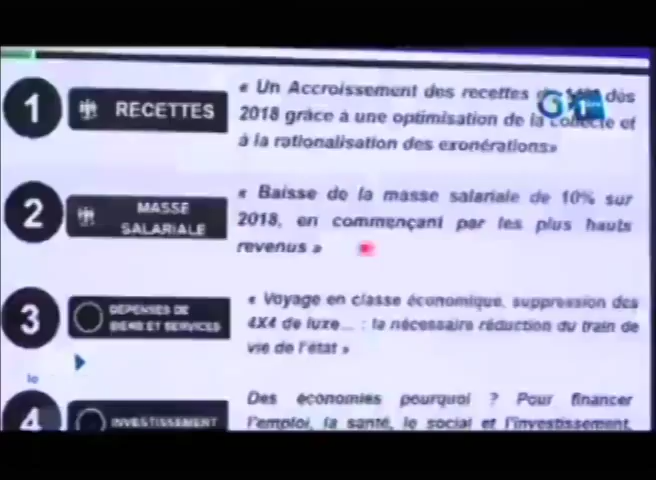 1
RECETTES
« Un Accroissement des recettes dès
2018 grâce à une optimisation de la collecte et
à la rationalisation des exonérations»
2
MASSE
SALARIALE
« Baisse de la masse salariale de 10% sur
2018, en commençant par les plus hauts
revenus »
3
DEPENSES DE
BIENS ET SERVICES
« Voyage en classe économique, suppression des
4X4 de luxe... : la nécessaire réduction du train de
vie de l'état »
le
4
INVESTISSEMENT
Des économies pourquoi ? Pour financer
l'emploi, la santé, le social et l'investissement,